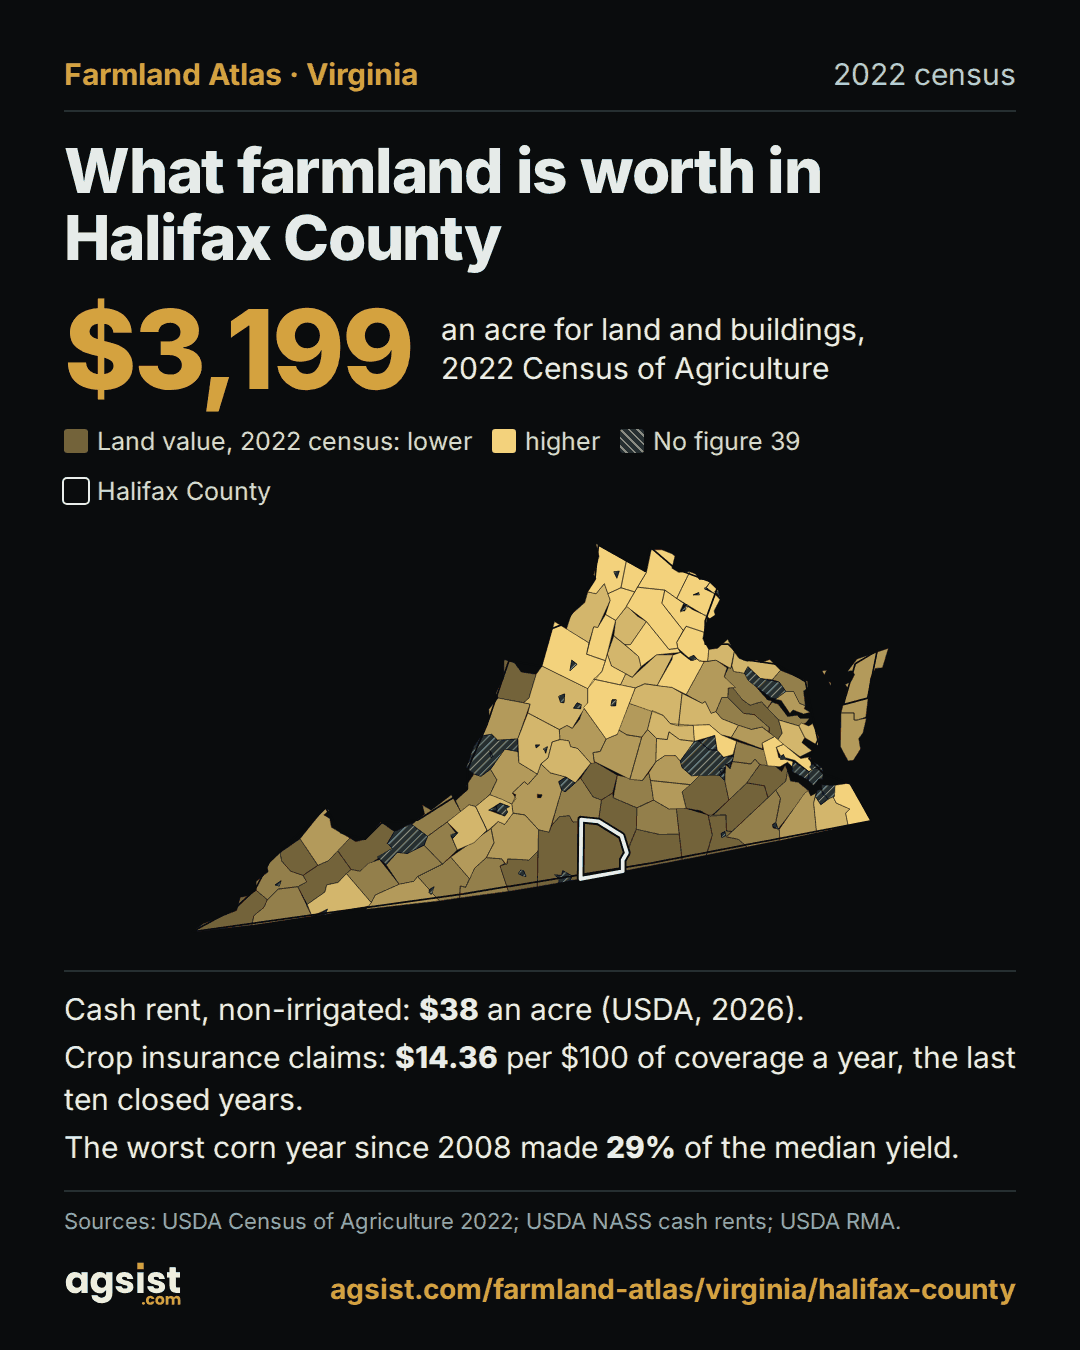 Farmland Atlas · Virginia
2022 census
What farmland is worth in
Halifax County
$3,199
an acre for land and buildings,
2022 Census of Agriculture
Land value, 2022 census: lower
higher
No figure 39
Halifax County
Cash rent, non-irrigated: $38 an acre (USDA, 2026).
Crop insurance claims: $14.36 per $100 of coverage a year, the last
ten closed years.
The worst corn year since 2008 made 29% of the median yield.
Sources: USDA Census of Agriculture 2022; USDA NASS cash rents; USDA RMA.
agsist
.com
agsist.com/farmland-atlas/virginia/halifax-county